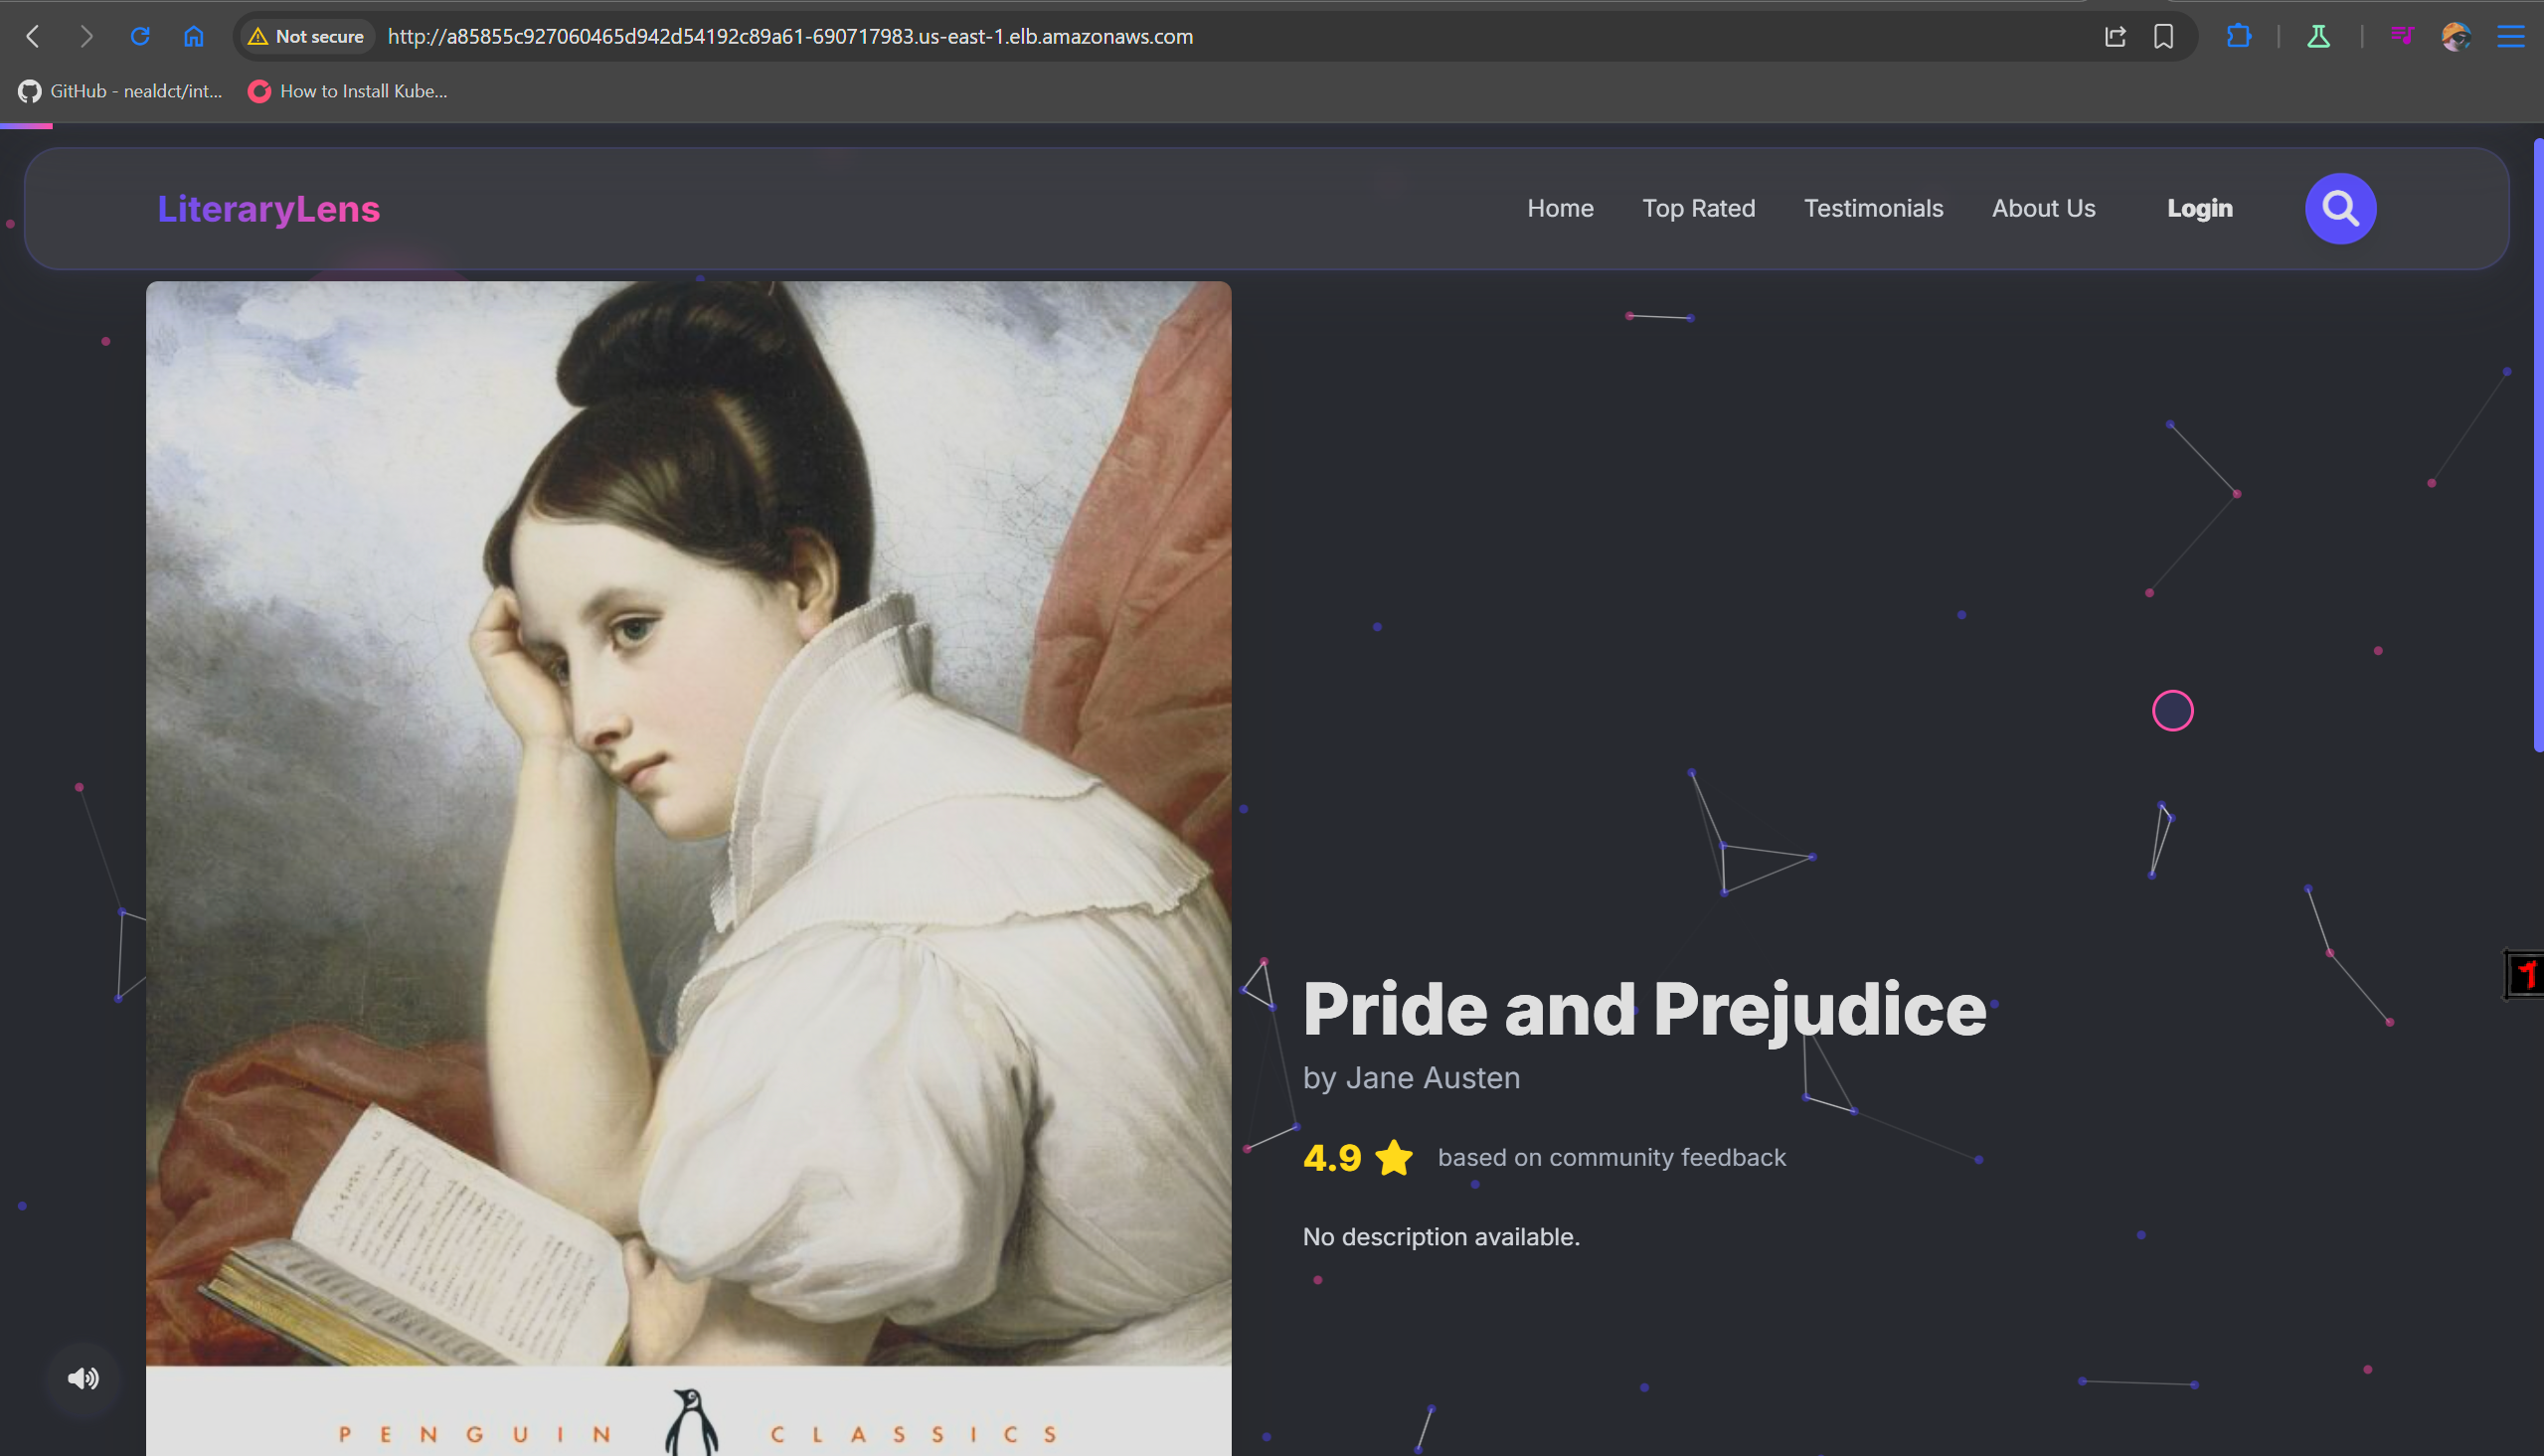 Not secure
http://a85855c927060465d942d54192c89a61-690717983.us-east-1.elb.amazonaws.com
GitHub - nealdct/int...
How to Install Kube...
LiteraryLens
Home
Top Rated
Testimonials
About Us
Login
Pride and Prejudice
by Jane Austen
4.9
based on community feedback
No description available.
PENGUIN CLASSICS